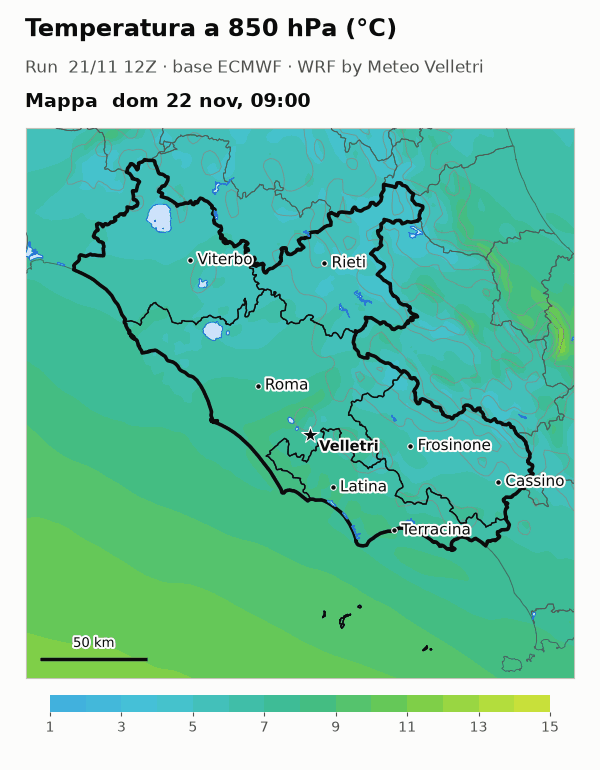 Temperatura a 850 hPa (°C)
Run  21/11 12Z · base ECMWF · WRF by Meteo Velletri
Mappa  dom 22 nov, 09:00
Viterbo
Rieti
Roma
Velletri
Frosinone
Cassino
Latina
Terracina
50 km
1 3 5 7 9 11 13 15